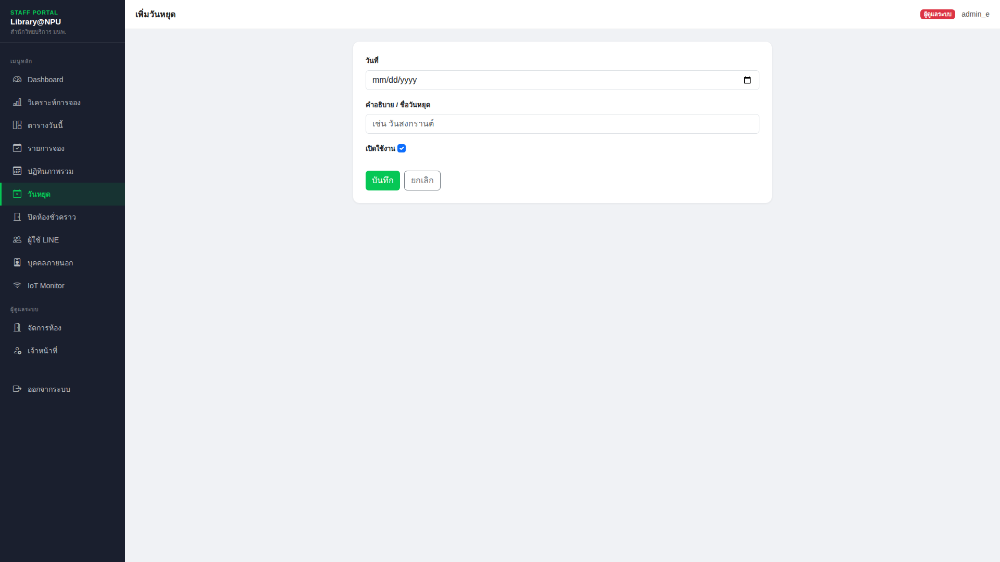 STAFF PORTAL
Library@NPU
สำนักวิทยบริการ มนพ.
เมนูหลัก
Dashboard
วิเคราะห์การจอง
ตารางวันนี้
รายการจอง
ปฏิทินภาพรวม
วันหยุด
ปิดห้องชั่วคราว
ผู้ใช้ LINE
บุคคลภายนอก
IoT Monitor
ผู้ดูแลระบบ
จัดการห้อง
เจ้าหน้าที่
ออกจากระบบ
เพิ่มวันหยุด
ผู้ดูแลระบบ admin_e
วันที่
mm/dd/yyyy
คำอธิบาย / ชื่อวันหยุด
เช่น วันสงกรานต์
เปิดใช้งาน
บันทึก ยกเลิก